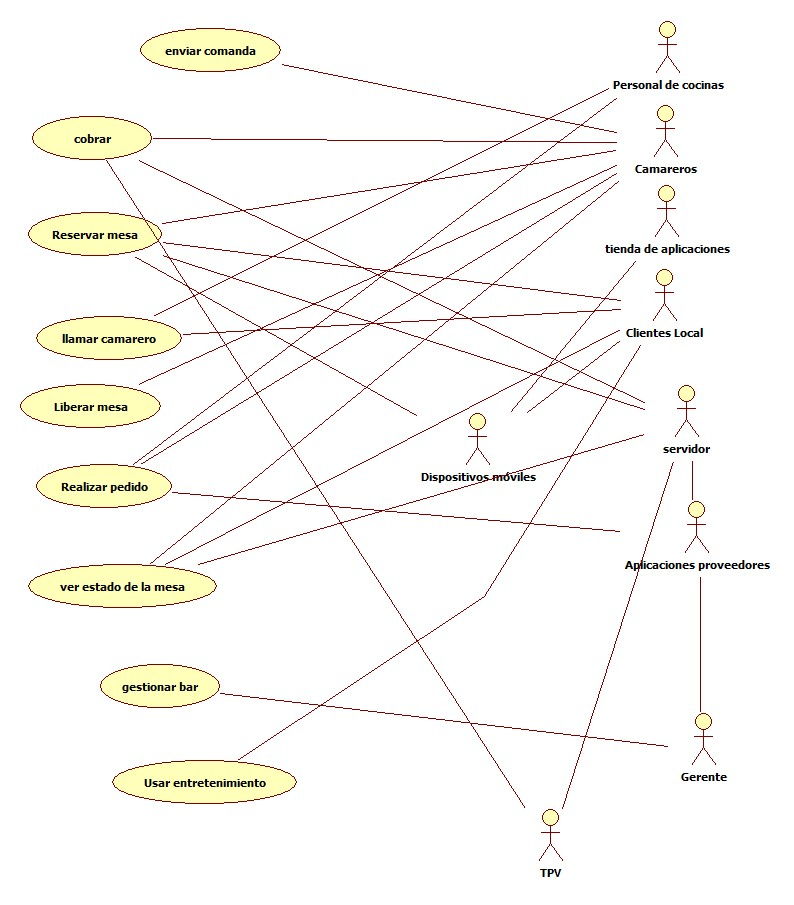 enviar comanda
Personal de cocinas
cobrar
Camareros
Reservar mesa
tienda de aplicaciones
llamar camarero
Clientes Local
Liberar mesa
servidor
Dispositivos móviles
Realizar pedido
Aplicaciones proveedores
ver estado de la mesa
gestionar bar
Gerente
Usar entretenimiento
TPV